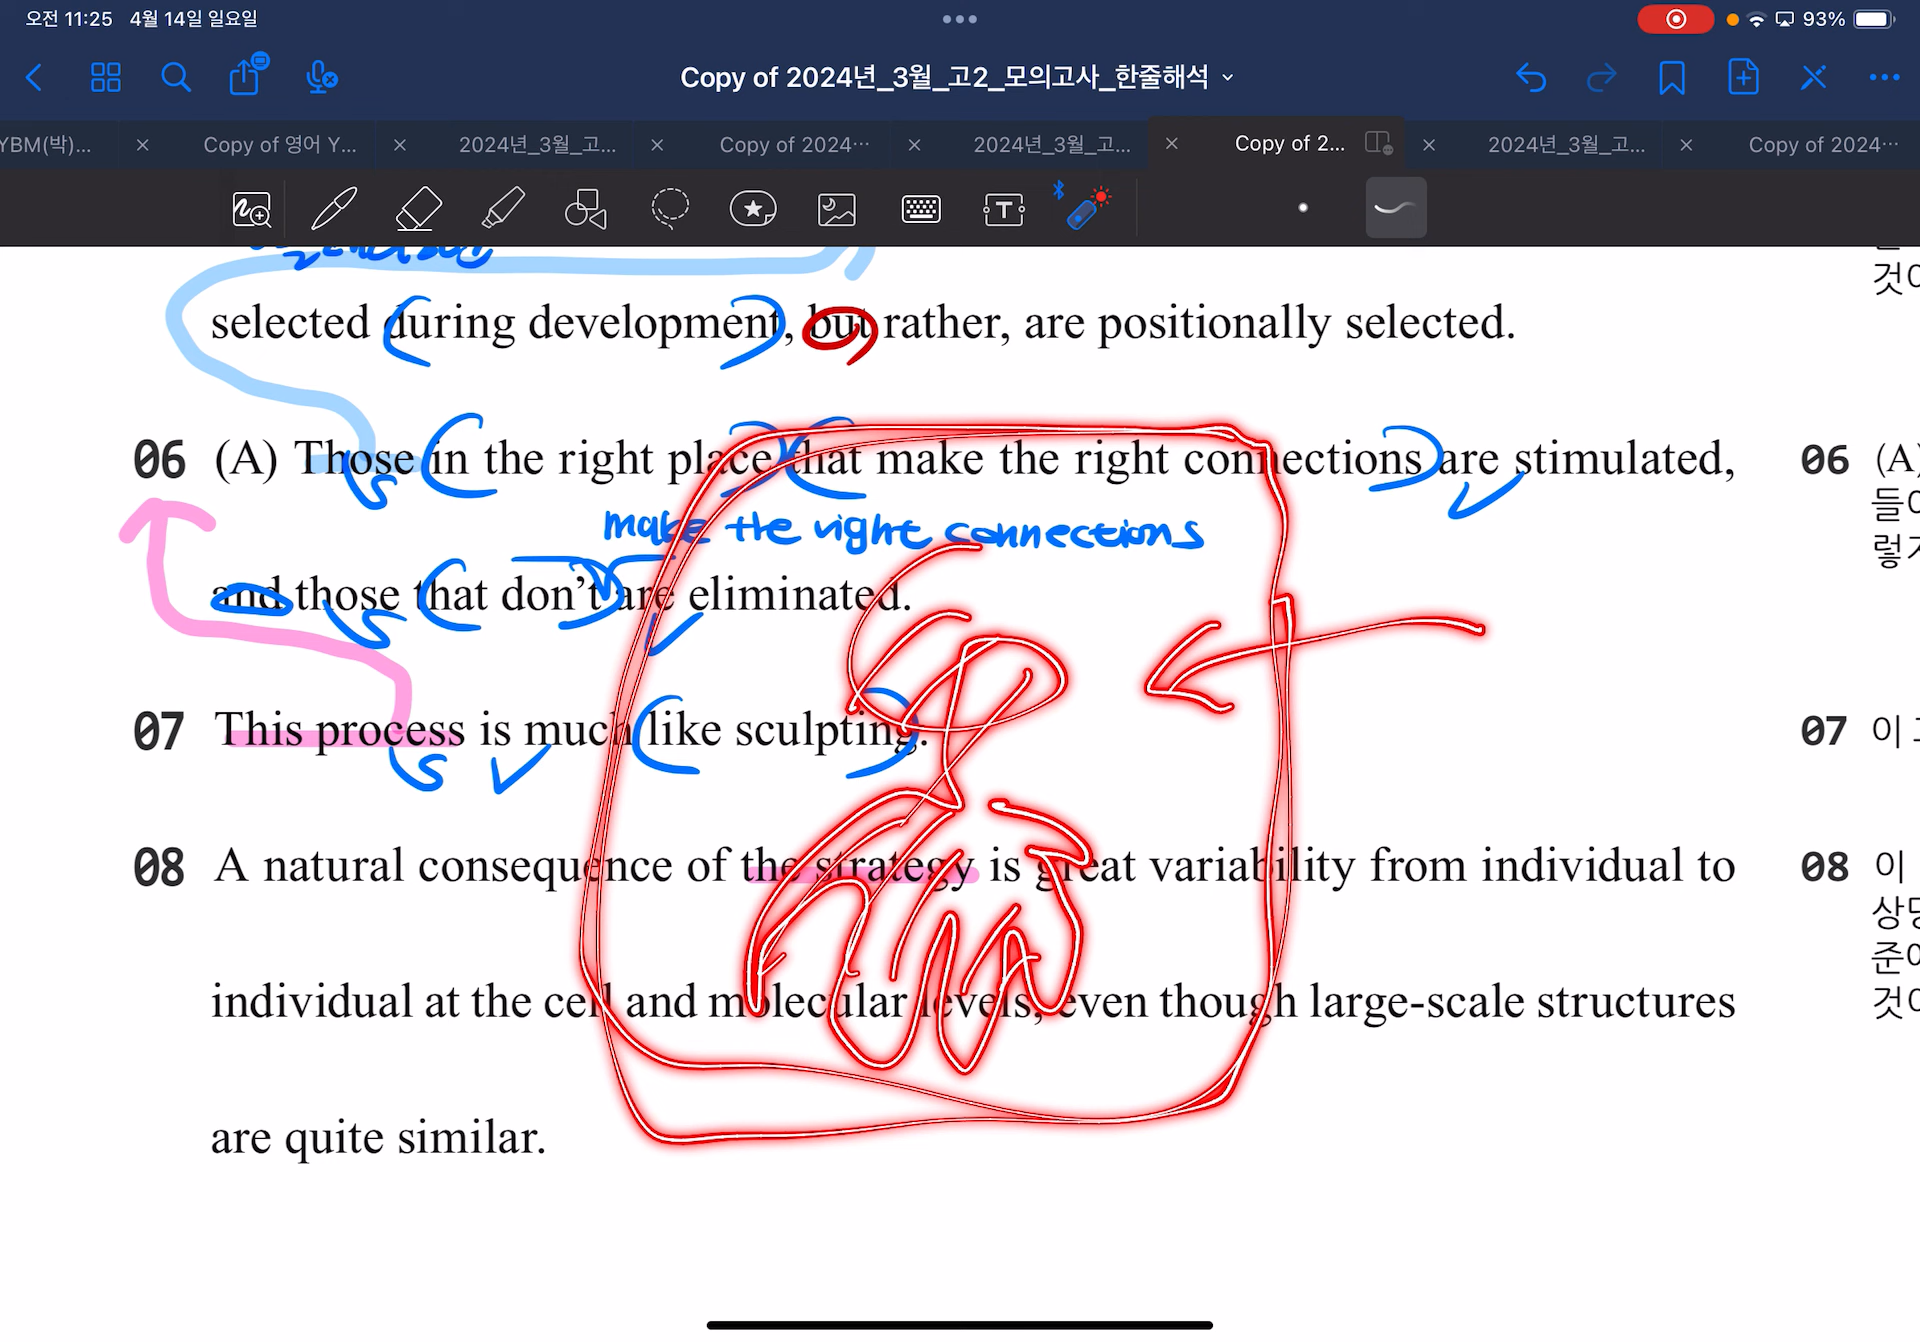 오전 11:25 4월 14일 일요일
93%
Copy of 2024년_3월_고2_모의고사_한줄해석
YBM(박)...
Copy of 영어 Y...
2024년_3월_고...
Copy of 2024...
2024년_3월_고...
Copy of 2...
2024년_3월_고...
Copy of 2024...
selected during development, but rather, are positionally selected.
것이
06 (A) Those in the right place that make the right connections are stimulated,
S
make the right connections
and those that don't are eliminated.
S
07 This process is much like sculpting.
S
08 A natural consequence of the strategy is great variability from individual to
individual at the cell and molecular levels, even though large-scale structures
are quite similar.
06 (A)
07 이
08 이